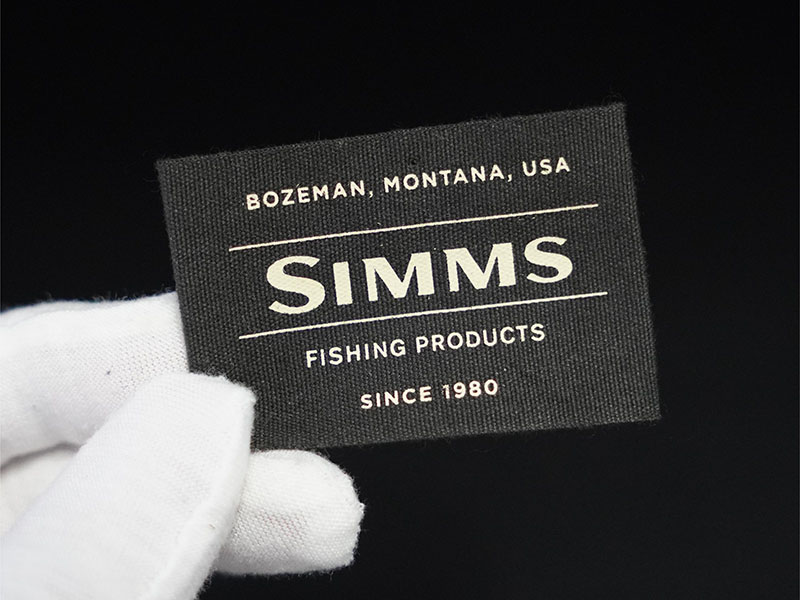 BOZEMAN, MONTANA, USA
SIMMS
FISHING PRODUCTS
SINCE 1980